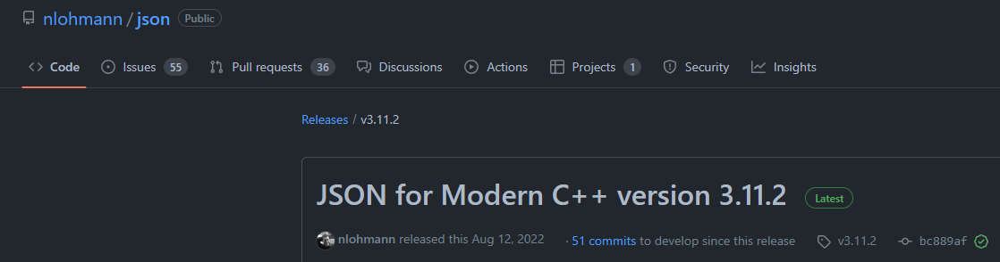 nlohmann / json Public
Code Issues 55 Pull requests 36 Discussions Actions Projects 1 Security Insights
Releases / v3.11.2
JSON for Modern C++ version 3.11.2 Latest
nlohmann released this Aug 12, 2022 · 51 commits to develop since this release v3.11.2 bc889af